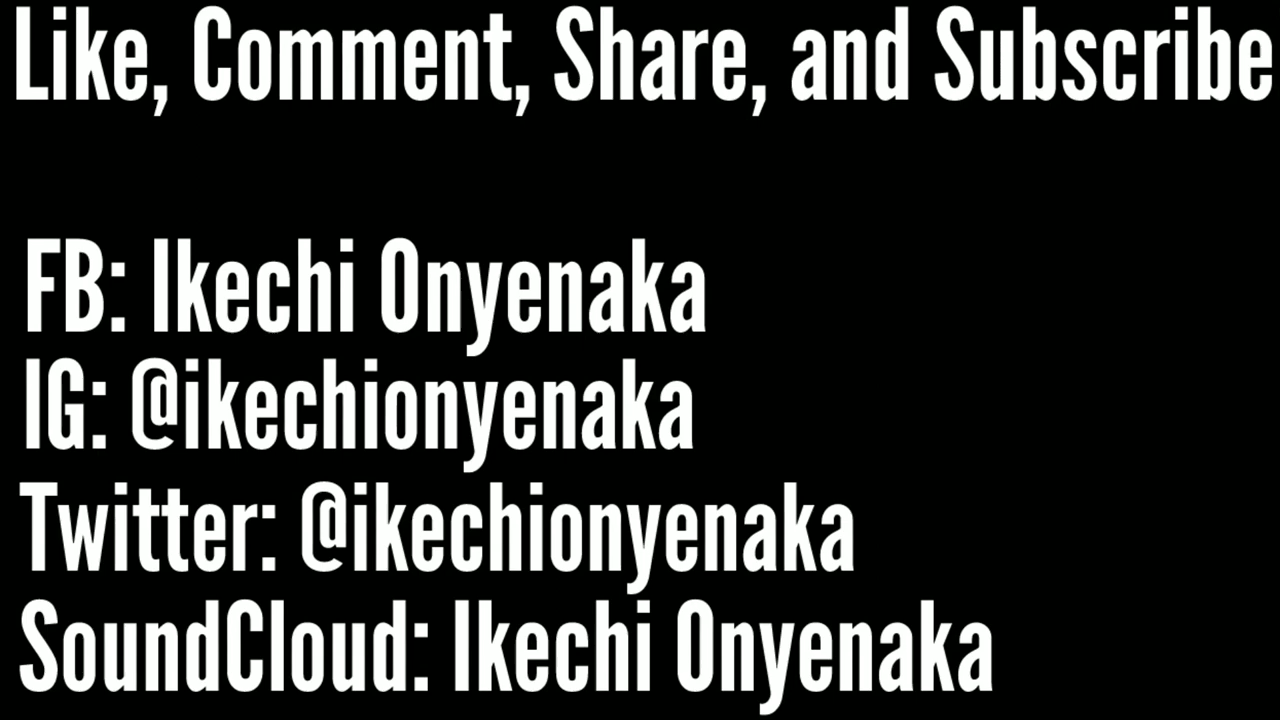 Like, Comment, Share, and Subscribe
FB: Ikechi Onyenaka
IG: @ikechionyenaka
Twitter: @ikechionyenaka
SoundCloud: Ikechi Onyenaka